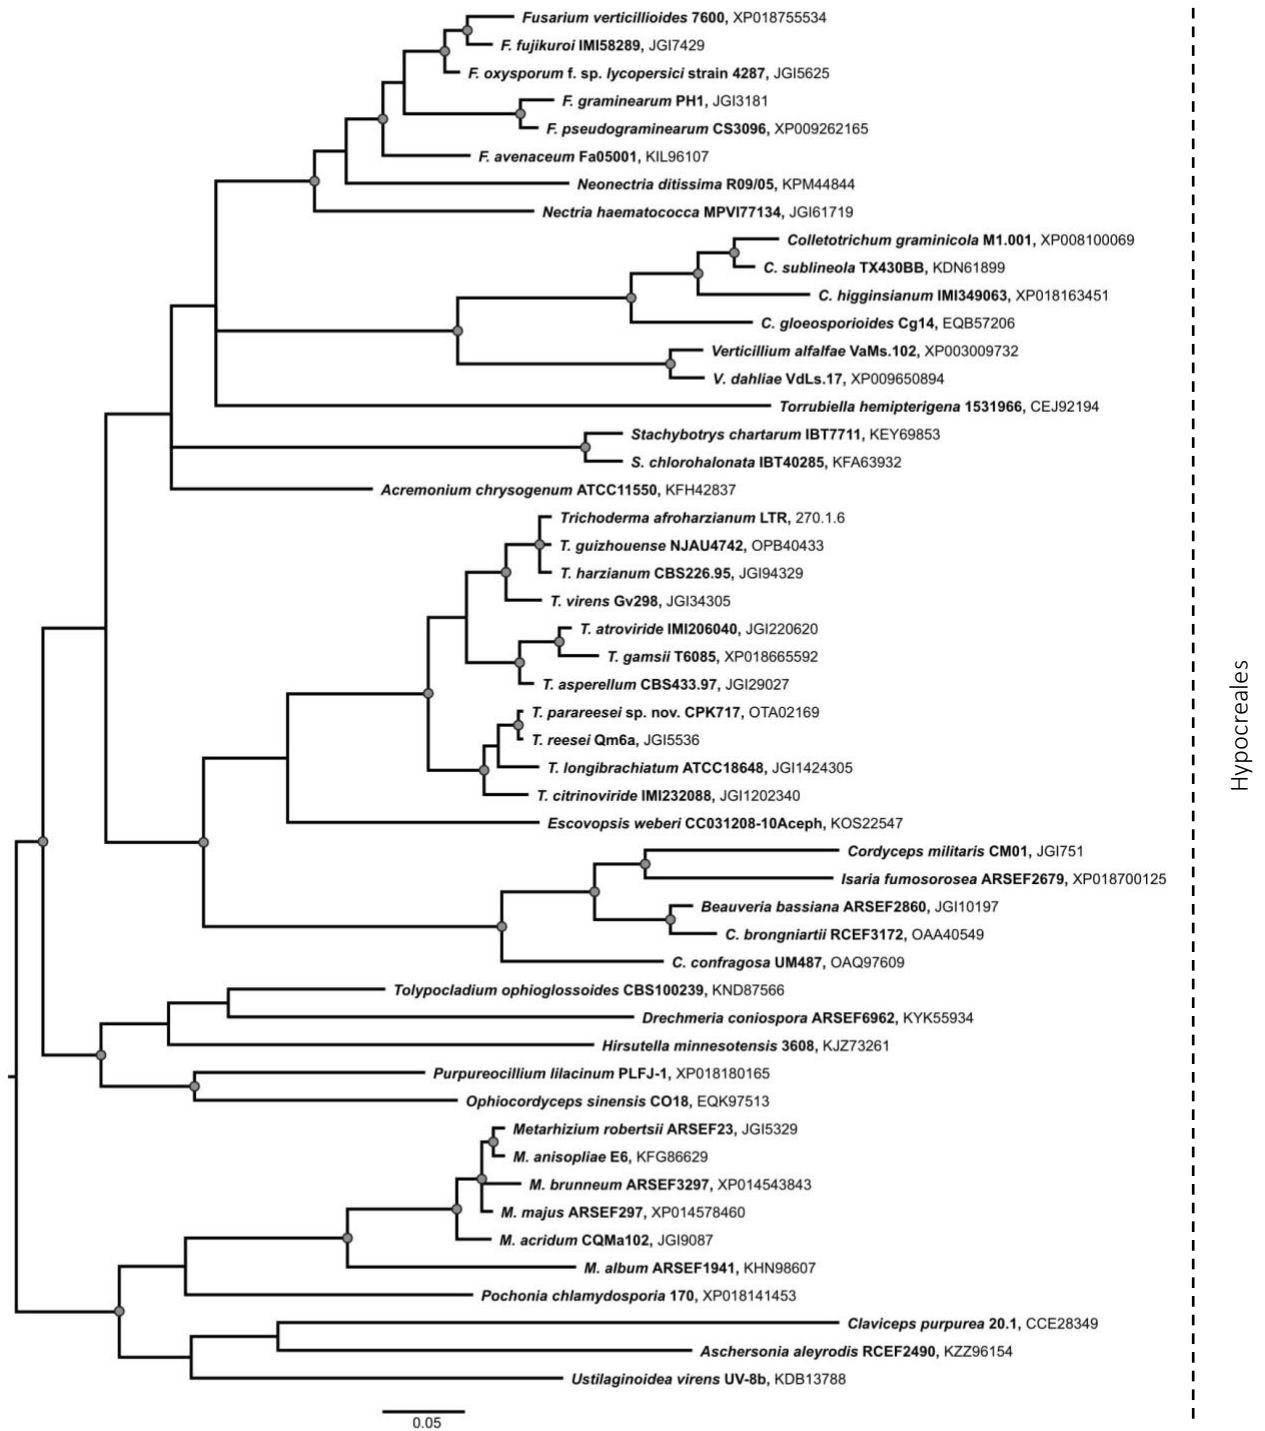 Fusarium verticillioides 7600, XP018755534
F. fujikuroi IMI58289, JGI7429
F. oxysporum f. sp. lycopersici strain 4287, JGI5625
F. graminearum PH1, JGI3181
F. pseudograminearum CS3096, XP009262165
F. avenaceum Fa05001, KIL96107
Neonectria ditissima R09/05, KPM44844
Nectria haematococca MPVI77134, JGI61719
Colletotrichum graminicola M1.001, XP008100069
C. sublineola TX430BB, KDN61899
C. higginsianum IMI349063, XP018163451
C. gloeosporioides Cg14, EQB57206
Verticillium alfalfae VaMs.102, XP003009732
V. dahliae VdLs.17, XP009650894
Torrubiella hemipterigena 1531966, CEJ92194
Stachybotrys chartarum IBT7711, KEY69853
S. chlorohalonata IBT40285, KFA63932
Acremonium chrysogenum ATCC11550, KFH42837
Trichoderma afroharzianum LTR, 270.1.6
T. guizhouense NJAU4742, OPB40433
T. harzianum CBS226.95, JGI94329
T. virens Gv298, JGI34305
T. atroviride IMI206040, JGI220620
T. gamsii T6085, XP018665592
T. asperellum CBS433.97, JGI29027
T. parareesei sp. nov. CPK717, OTA02169
T. reesei Qm6a, JGI5536
T. longibrachiatum ATCC18648, JGI1424305
T. citrinoviride IMI232088, JGI1202340
Escovopsis weberi CC031208-10Aceph, KOS22547
Cordyceps militaris CM01, JGI751
Isaria fumosorosea ARSEF2679, XP018700125
Beauveria bassiana ARSEF2860, JGI10197
C. brongniartii RCEF3172, OAA40549
C. confragosa UM487, OAQ97609
Tolypocladium ophioglossoides CBS100239, KND87566
Drechmeria coniospora ARSEF6962, KYK55934
Hirsutella minnesotensis 3608, KJZ73261
Purpureocillium lilacinum PLFJ-1, XP018180165
Ophiocordyceps sinensis CO18, EQK97513
Metarhizium robertsii ARSEF23, JGI5329
M. anisopliae E6, KFG86629
M. brunneum ARSEF3297, XP014543843
M. majus ARSEF297, XP014578460
M. acridum CQMa102, JGI9087
M. album ARSEF1941, KHN98607
Pochonia chlamydosporia 170, XP018141453
Claviceps purpurea 20.1, CCE28349
Aschersonia aleyrodis RCEF2490, KZZ96154
Ustilaginoidea virens UV-8b, KDB13788
0.05
Hypocreales